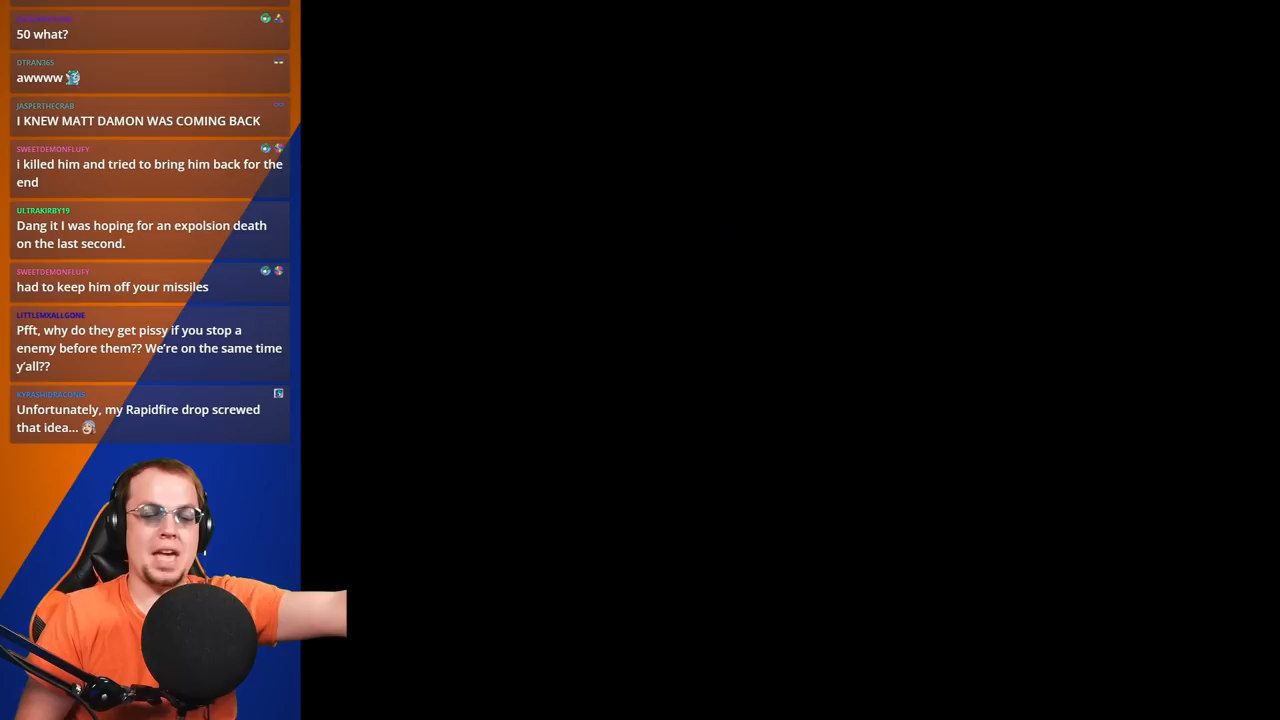 50 what?
DTRAN365
awwww
JASPERTHECRAB
I KNEW MATT DAMON WAS COMING BACK
SWEETDEMONFLUFY
i killed him and tried to bring him back for the
end
ULTRAKIRBY19
Dang it I was hoping for an expolsion death
on the last second.
SWEETDEMONFLUFY
had to keep him off your missiles
LITTLEMXALLGONE
Pfft, why do they get pissy if you stop a
enemy before them?? We're on the same time
y'all??
KYRASHIDRACONIS
Unfortunately, my Rapidfire drop screwed
that idea...